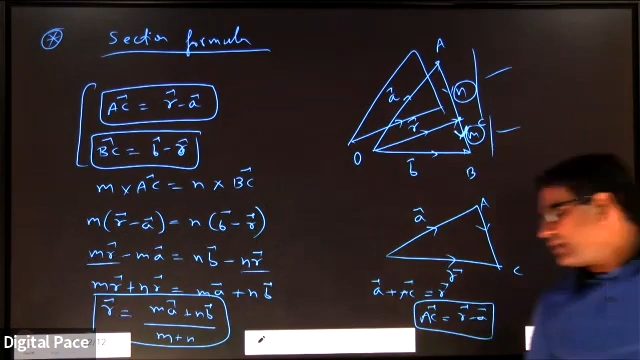 * Section formula
AC = r - a
BC = b - r
m × AC = n × BC
m(r - a) = n(b - r)
mr - ma = nb - nr
mr + nr = ma + nb
r = ma + nb
m + n
A
a
n
r
C
m
O
b
B
A
a
r
C
a + AC = r
AC = r - a
Digital Pace
/12